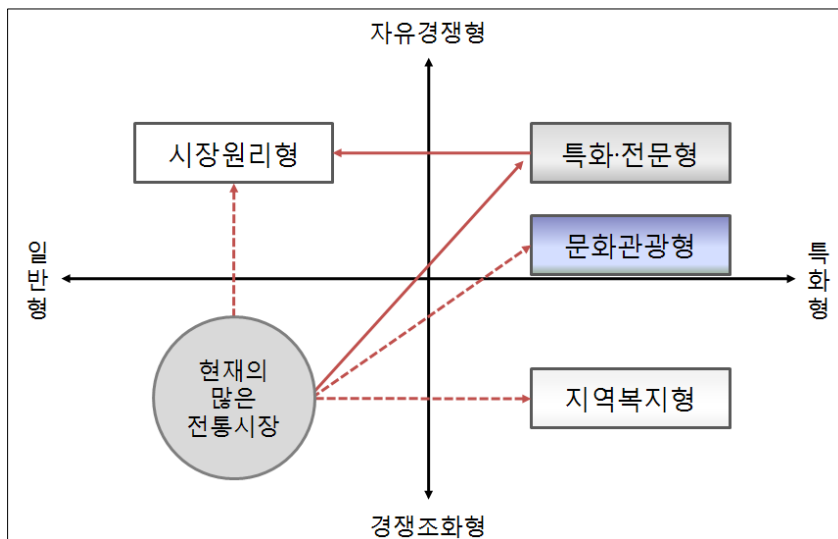 자유경쟁형
시장원리형
특화·전문형
문화관광형
일
반
형
특
화
형
현재의
많은
전통시장
지역복지형
경쟁조화형